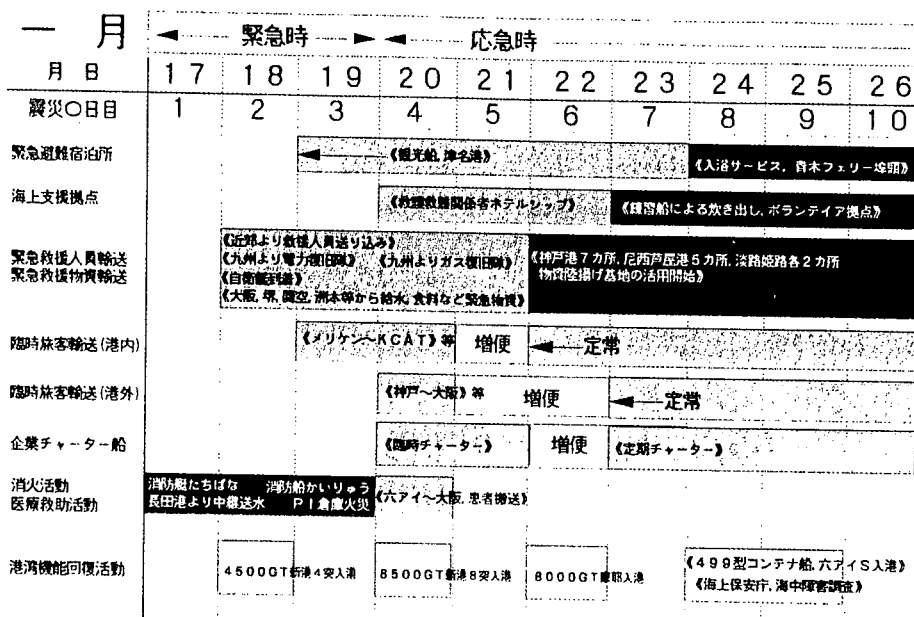 一 月
緊急時 応急時
月 日 17 18 19 20 21 22 23 24 25 26
震災〇日目 1 2 3 4 5 6 7 8 9 10
緊急避難宿泊所 《観光船, 津名港》 《入浴サービス, 青木フェリー埠頭》
海上支援拠点 《救護救難関係者ホテルシップ》 《練習船による炊き出し, ボランティア拠点》
緊急救援人員輸送
緊急救援物資輸送
《近郊より救援人員送り込み》
《九州より電力復旧隊》 《九州よりガス復旧隊》
《自衛艦到着》
《大阪, 堺, 関空, 洲本等から給水, 食料など緊急物資》
《神戸港7カ所, 尼西芦屋港5カ所, 淡路姫路各2カ所
物資陸揚げ基地の活用開始》
臨時旅客輸送(港内) 《メリケン～KCAT》等 増便 定常
臨時旅客輸送(港外) 《神戸～大阪》等 増便 定常
企業チャーター船 《臨時チャーター》 増便 《定期チャーター》
消火活動
医療救助活動
消防艇たちばな 消防船かいりゅう
長田港より中継送水 PI倉庫火災
《六アイ～大阪, 患者搬送》
港湾機能回復活動 4500GT新港4突入港 8500GT新港8突入港 8000GT摩耶入港
《499型コンテナ船, 六アイS入港》
《海上保安庁, 海中障害調査》